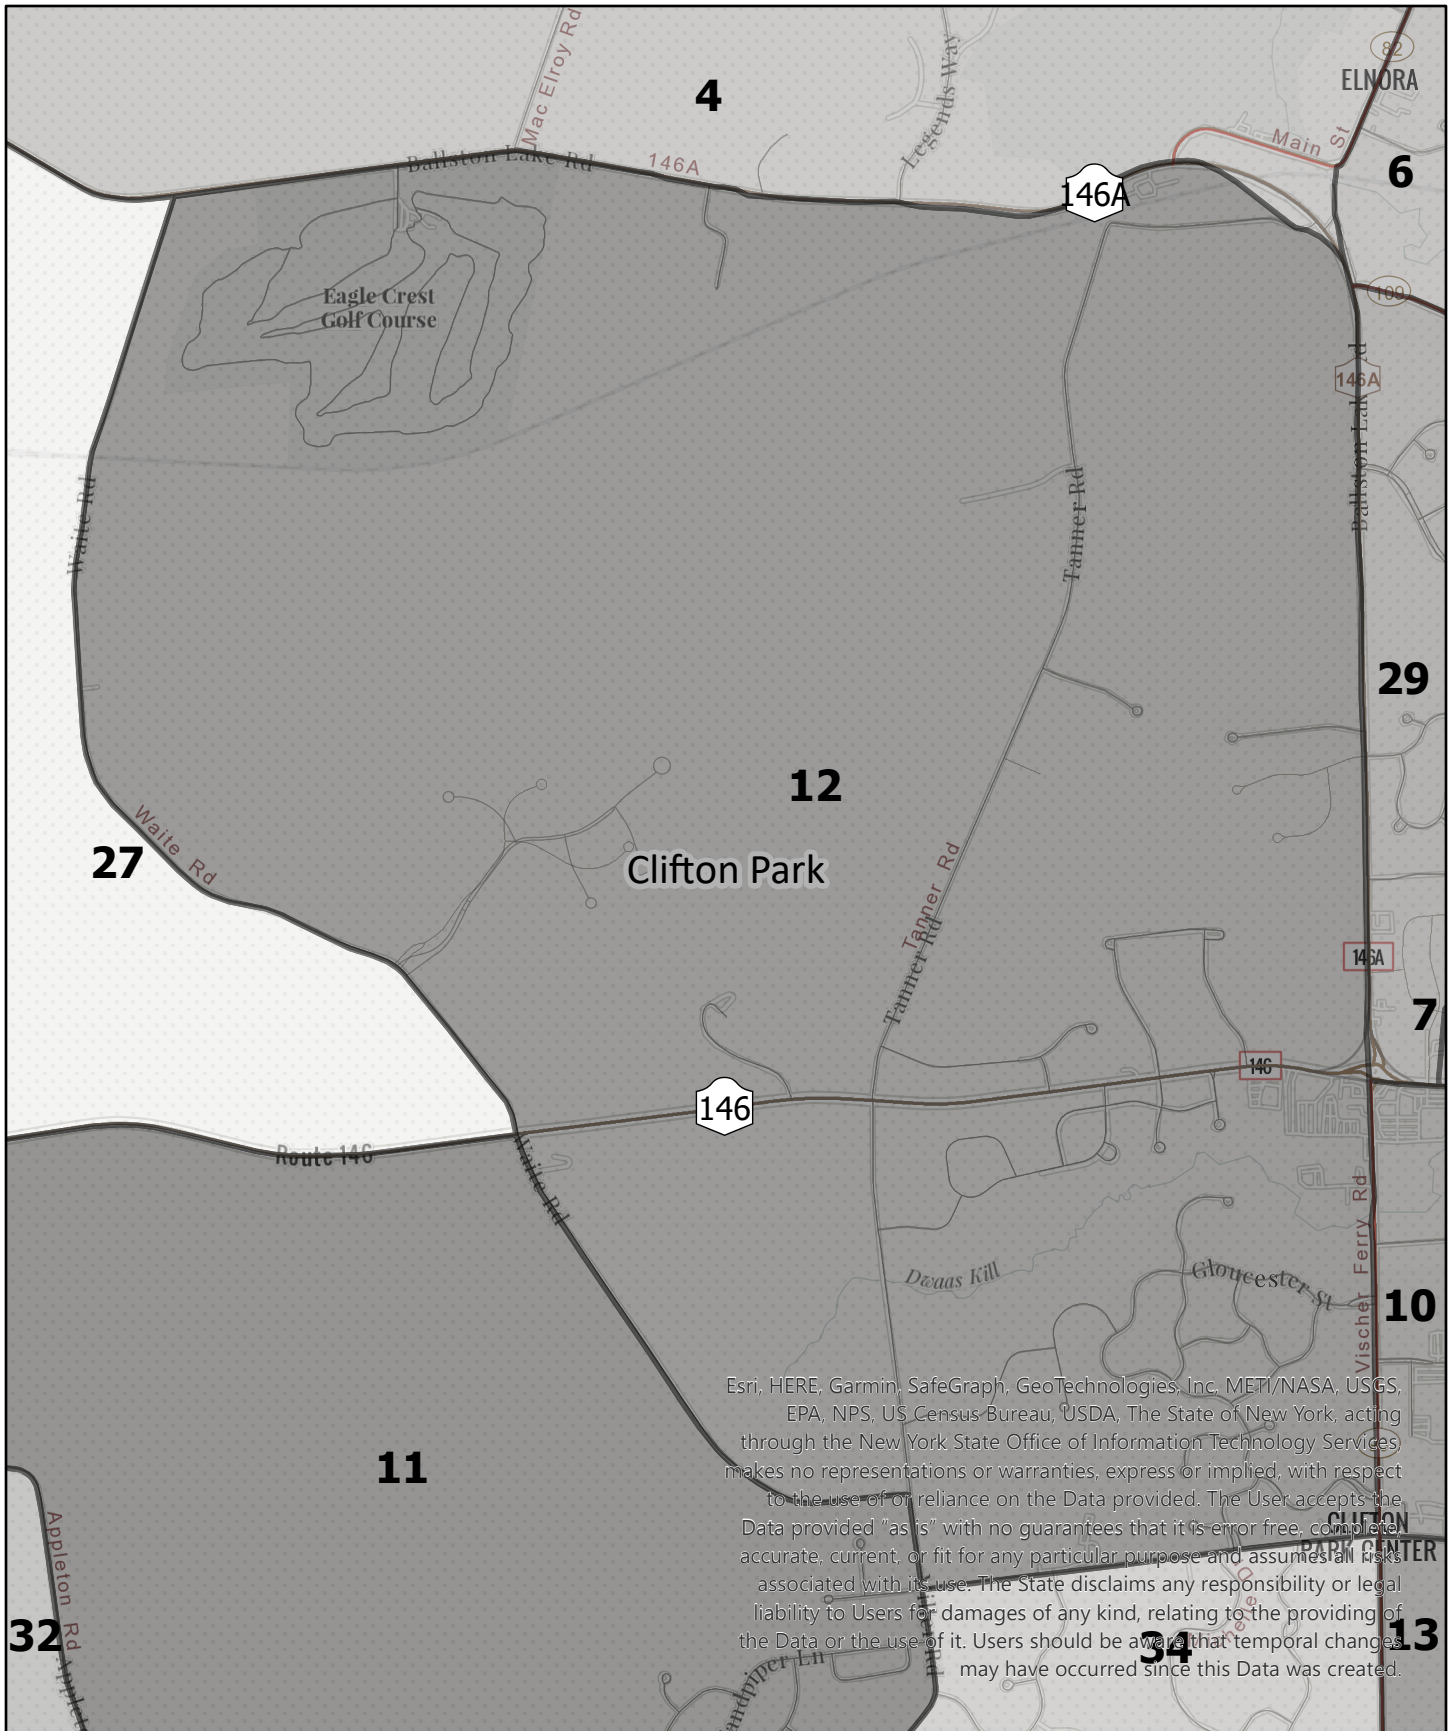 82
ELNORA
Mac Elroy Rd
4
Legends Way
Main St
6
Ballston Lake Rd
146A
146A
109
Eagle Crest
Golf Course
146A
Waite Rd
Tanner Rd
29
12
Waite Rd
27
Clifton Park
Tanner Rd
Tanner Rd
146A
7
146
146
Route 146
Waite Rd
Vischer Ferry Rd
Dwaas Kill
Gloucester St
10
Esri, HERE, Garmin, SafeGraph, GeoTechnologies, Inc, METI/NASA, USGS,
EPA, NPS, US Census Bureau, USDA, The State of New York, acting
through the New York State Office of Information Technology Services,
makes no representations or warranties, express or implied, with respect
to the use of or reliance on the Data provided. The User accepts the
Data provided "as is" with no guarantees that it is error free, complete,
accurate, current, or fit for any particular purpose and assumes all risks
associated with its use. The State disclaims any responsibility or legal
liability to Users for damages of any kind, relating to the providing of
the Data or the use of it. Users should be aware that temporal changes
may have occurred since this Data was created.
11
CLIFTON
PARK CENTER
Appleton Rd
32
34
13
andpiper Ln